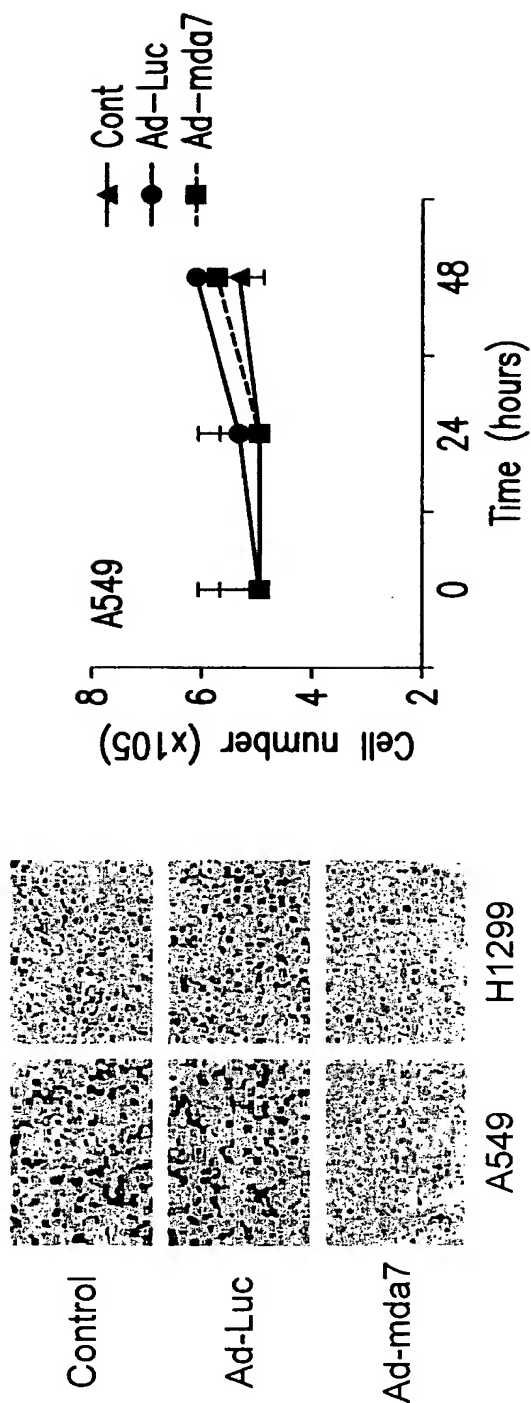 Control
Ad-Luc
Ad-mda7
A549
H1299
A549
Cell number (x105)
8
6
4
2
0
24
48
Time (hours)
Cont
Ad-Luc
Ad-mda7